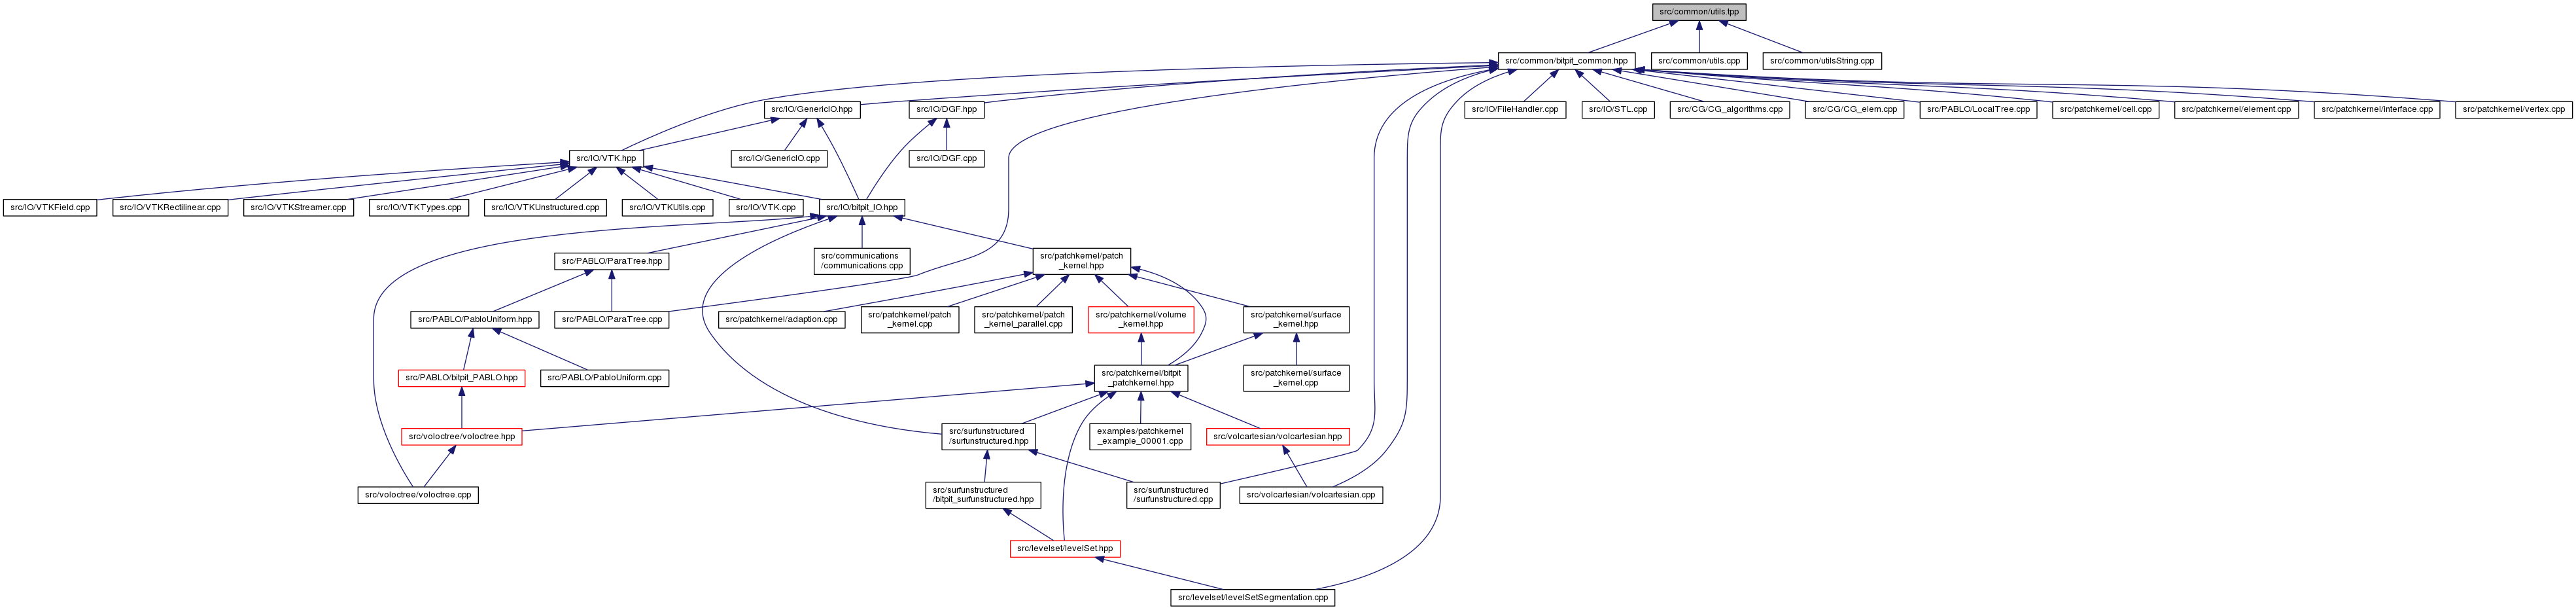 src/common/utils.tpp
src/common/bitpit_common.hpp
src/common/utils.cpp
src/common/utilsString.cpp
src/IO/GenericIO.hpp
src/IO/DGF.hpp
src/IO/FileHandler.cpp
src/IO/STL.cpp
src/CG/CG_algorithms.cpp
src/CG/CG_elem.cpp
src/PABLO/LocalTree.cpp
src/patchkernel/cell.cpp
src/patchkernel/element.cpp
src/patchkernel/interface.cpp
src/patchkernel/vertex.cpp
src/IO/VTK.hpp
src/IO/GenericIO.cpp
src/IO/DGF.cpp
src/IO/VTKField.cpp
src/IO/VTKRectilinear.cpp
src/IO/VTKStreamer.cpp
src/IO/VTKTypes.cpp
src/IO/VTKUnstructured.cpp
src/IO/VTKUtils.cpp
src/IO/VTK.cpp
src/IO/bitpit_IO.hpp
src/PABLO/ParaTree.hpp
src/communications
/communications.cpp
src/patchkernel/patch
_kernel.hpp
src/PABLO/PabloUniform.hpp
src/PABLO/ParaTree.cpp
src/patchkernel/adaption.cpp
src/patchkernel/patch
_kernel.cpp
src/patchkernel/patch
_kernel_parallel.cpp
src/patchkernel/volume
_kernel.hpp
src/patchkernel/surface
_kernel.hpp
src/PABLO/bitpit_PABLO.hpp
src/PABLO/PabloUniform.cpp
src/patchkernel/bitpit
_patchkernel.hpp
src/patchkernel/surface
_kernel.cpp
src/voloctree/voloctree.hpp
src/surfunstructured
/surfunstructured.hpp
examples/patchkernel
_example_00001.cpp
src/volcartesian/volcartesian.hpp
src/voloctree/voloctree.cpp
src/surfunstructured
/bitpit_surfunstructured.hpp
src/surfunstructured
/surfunstructured.cpp
src/volcartesian/volcartesian.cpp
src/levelset/levelSet.hpp
src/levelset/levelSetSegmentation.cpp